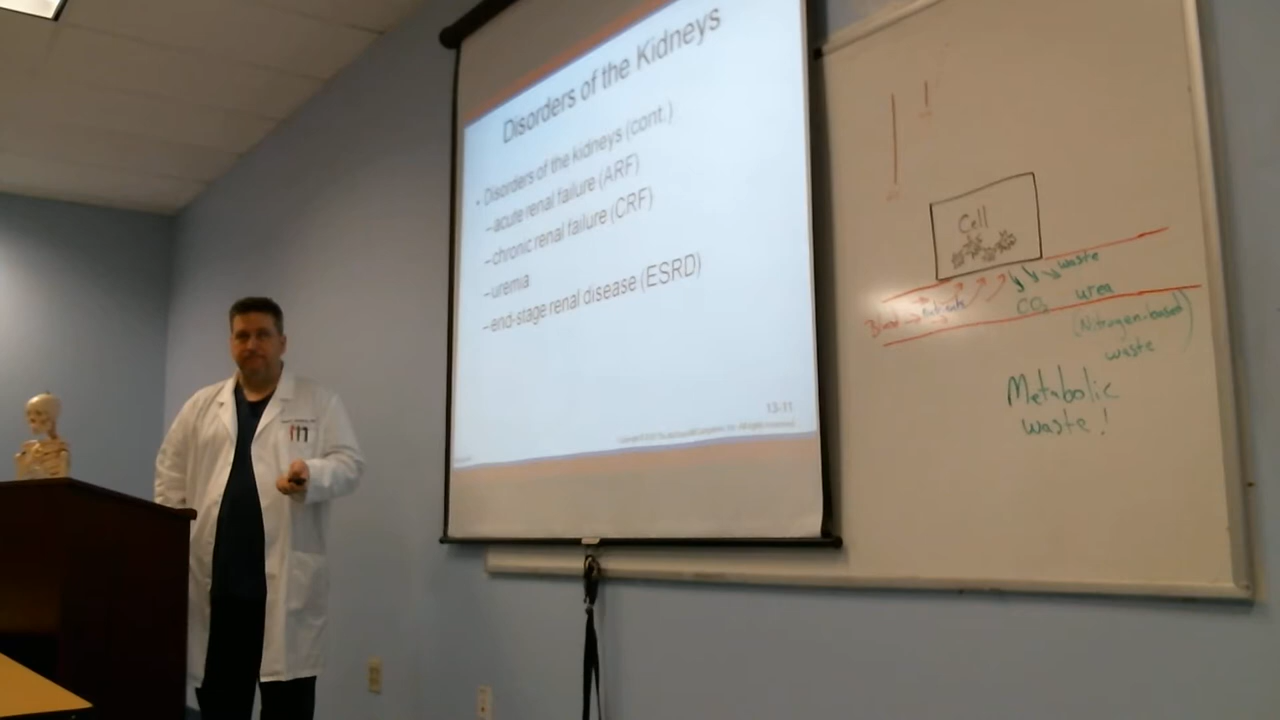 Disorders of the Kidneys
• Disorders of the kidneys (cont.)
–acute renal failure (ARF)
–chronic renal failure (CRF)
–uremia
–end-stage renal disease (ESRD)
13-11
Cell
waste
Blood
CO₂ urea
(Nitrogen-based)
waste
Metabolic
waste!